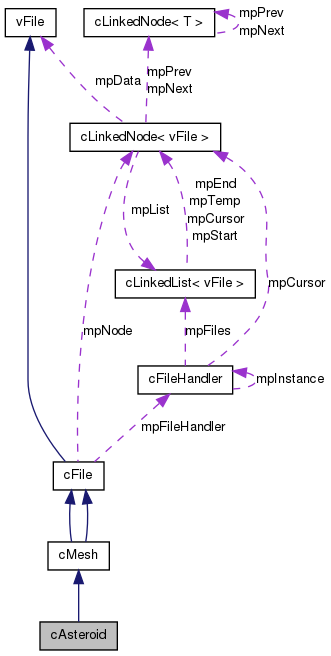 vFile
cLinkedNode< T >
mpPrev
mpNext
mpData
mpPrev
mpNext
cLinkedNode< vFile >
mpEnd
mpTemp
mpCursor
mpStart
mpList
cLinkedList< vFile >
mpCursor
mpNode
mpFiles
cFileHandler
mpInstance
mpFileHandler
cFile
cMesh
cAsteroid